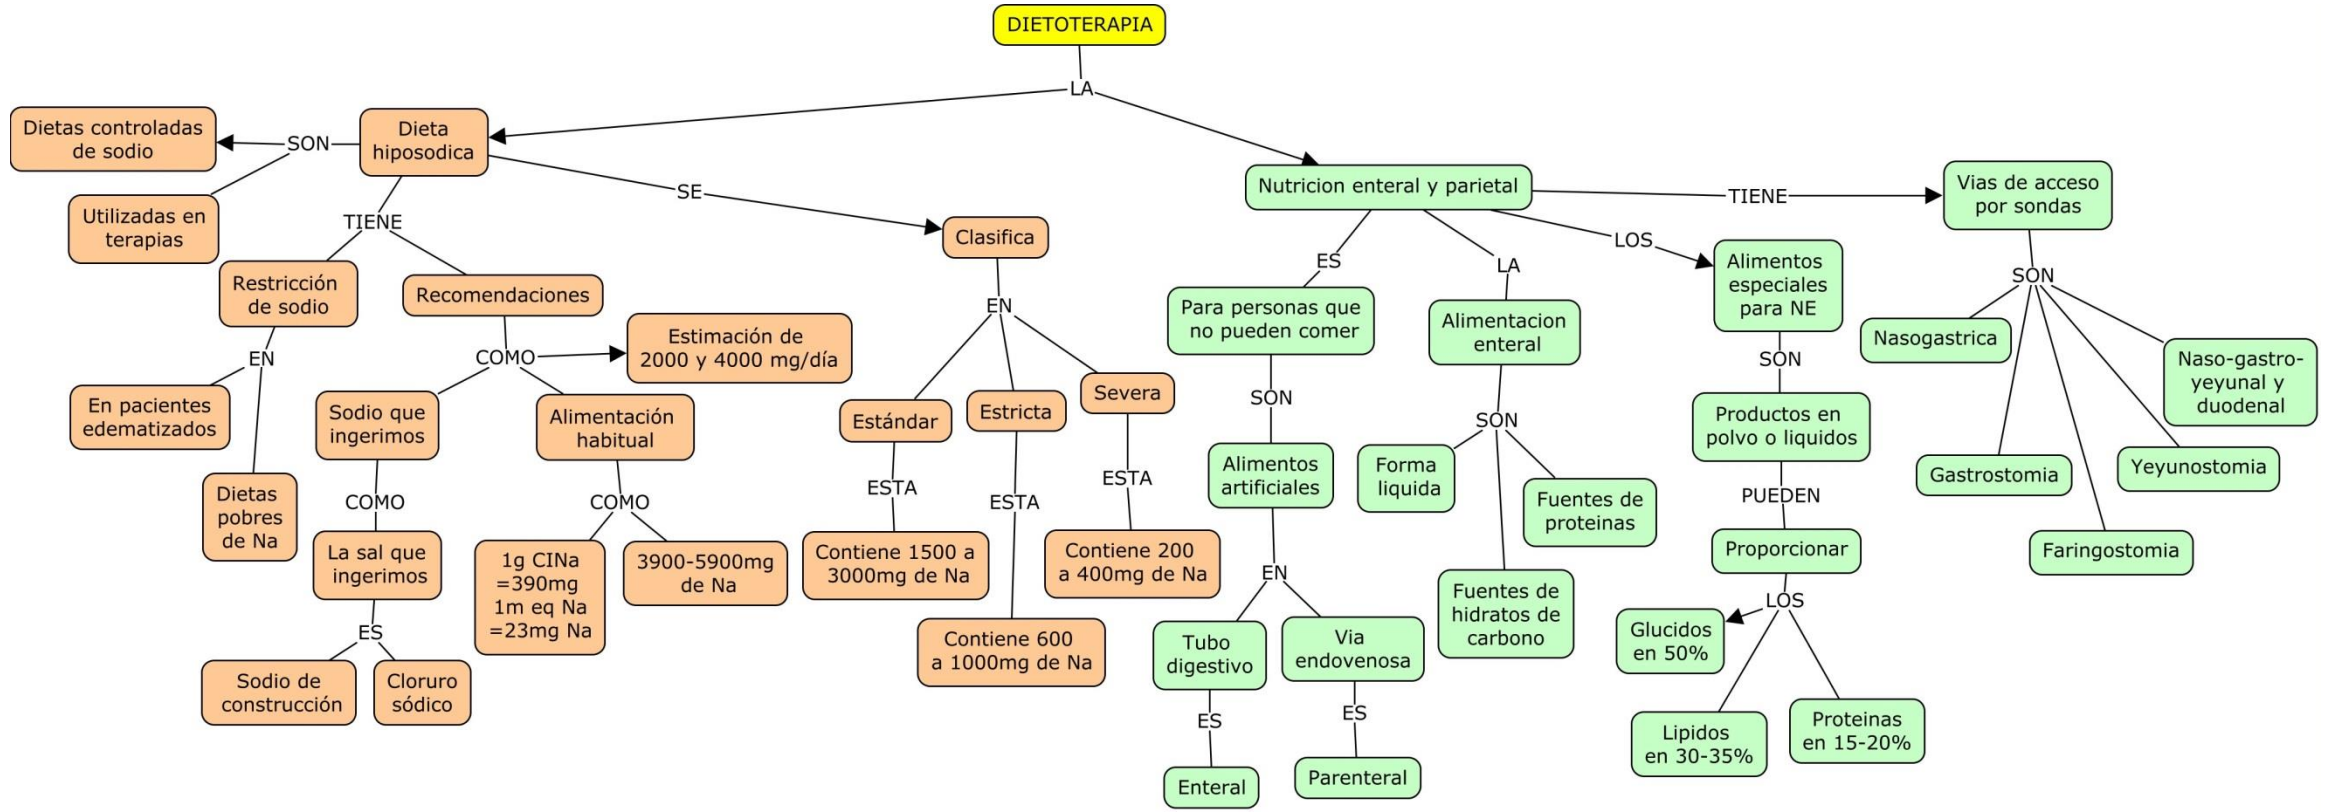 DIETOTERAPIA
LA
Dieta
hiposodica
SON
Dietas controladas
de sodio
Utilizadas en
terapias
TIENE
Restricción
de sodio
EN
En pacientes
edematizados
Dietas
pobres
de Na
Recomendaciones
COMO
Estimación de
2000 y 4000 mg/día
Sodio que
ingerimos
COMO
La sal que
ingerimos
ES
Sodio de
construcción
Cloruro
sódico
Alimentación
habitual
COMO
1g CINa
=390mg
1m eq Na
=23mg Na
3900-5900mg
de Na
SE
Clasifica
EN
Estándar
ESTA
Contiene 1500 a
3000mg de Na
Estricta
ESTA
Contiene 600
a 1000mg de Na
Severa
ESTA
Contiene 200
a 400mg de Na
Nutricion enteral y parietal
ES
Para personas que
no pueden comer
SON
Alimentos
artificiales
EN
Tubo
digestivo
ES
Enteral
Via
endovenosa
ES
Parenteral
LA
Alimentacion
enteral
SON
Forma
liquida
Fuentes de
hidratos de
carbono
Fuentes de
proteinas
LOS
Alimentos
especiales
para NE
SON
Productos en
polvo o liquidos
PUEDEN
Proporcionar
LOS
Glucidos
en 50%
Lipidos
en 30-35%
Proteinas
en 15-20%
TIENE
Vias de acceso
por sondas
SON
Nasogastrica
Gastrostomia
Faringostomia
Yeyunostomia
Naso-gastro-
yeyunal y
duodenal